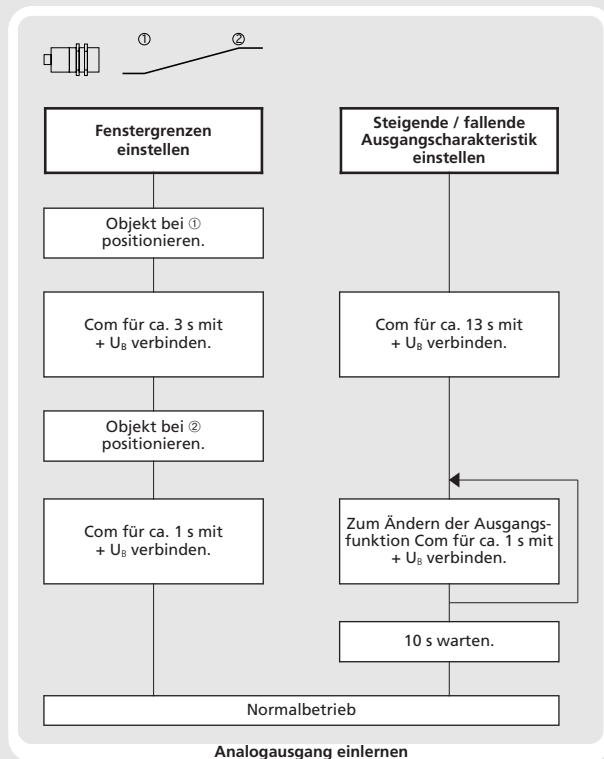 ① ②
Fenstergrenzen
einstellen
Objekt bei ①
positionieren.
Com für ca. 3 s mit
+ U_B verbinden.
Objekt bei ②
positionieren.
Com für ca. 1 s mit
+ U_B verbinden.
Steigende / fallende
Ausgangscharakteristik
einstellen
Com für ca. 13 s mit
+ U_B verbinden.
Zum Ändern der Ausgangs-
funktion Com für ca. 1 s mit
+ U_B verbinden.
10 s warten.
Normalbetrieb
Analogausgang einlernen